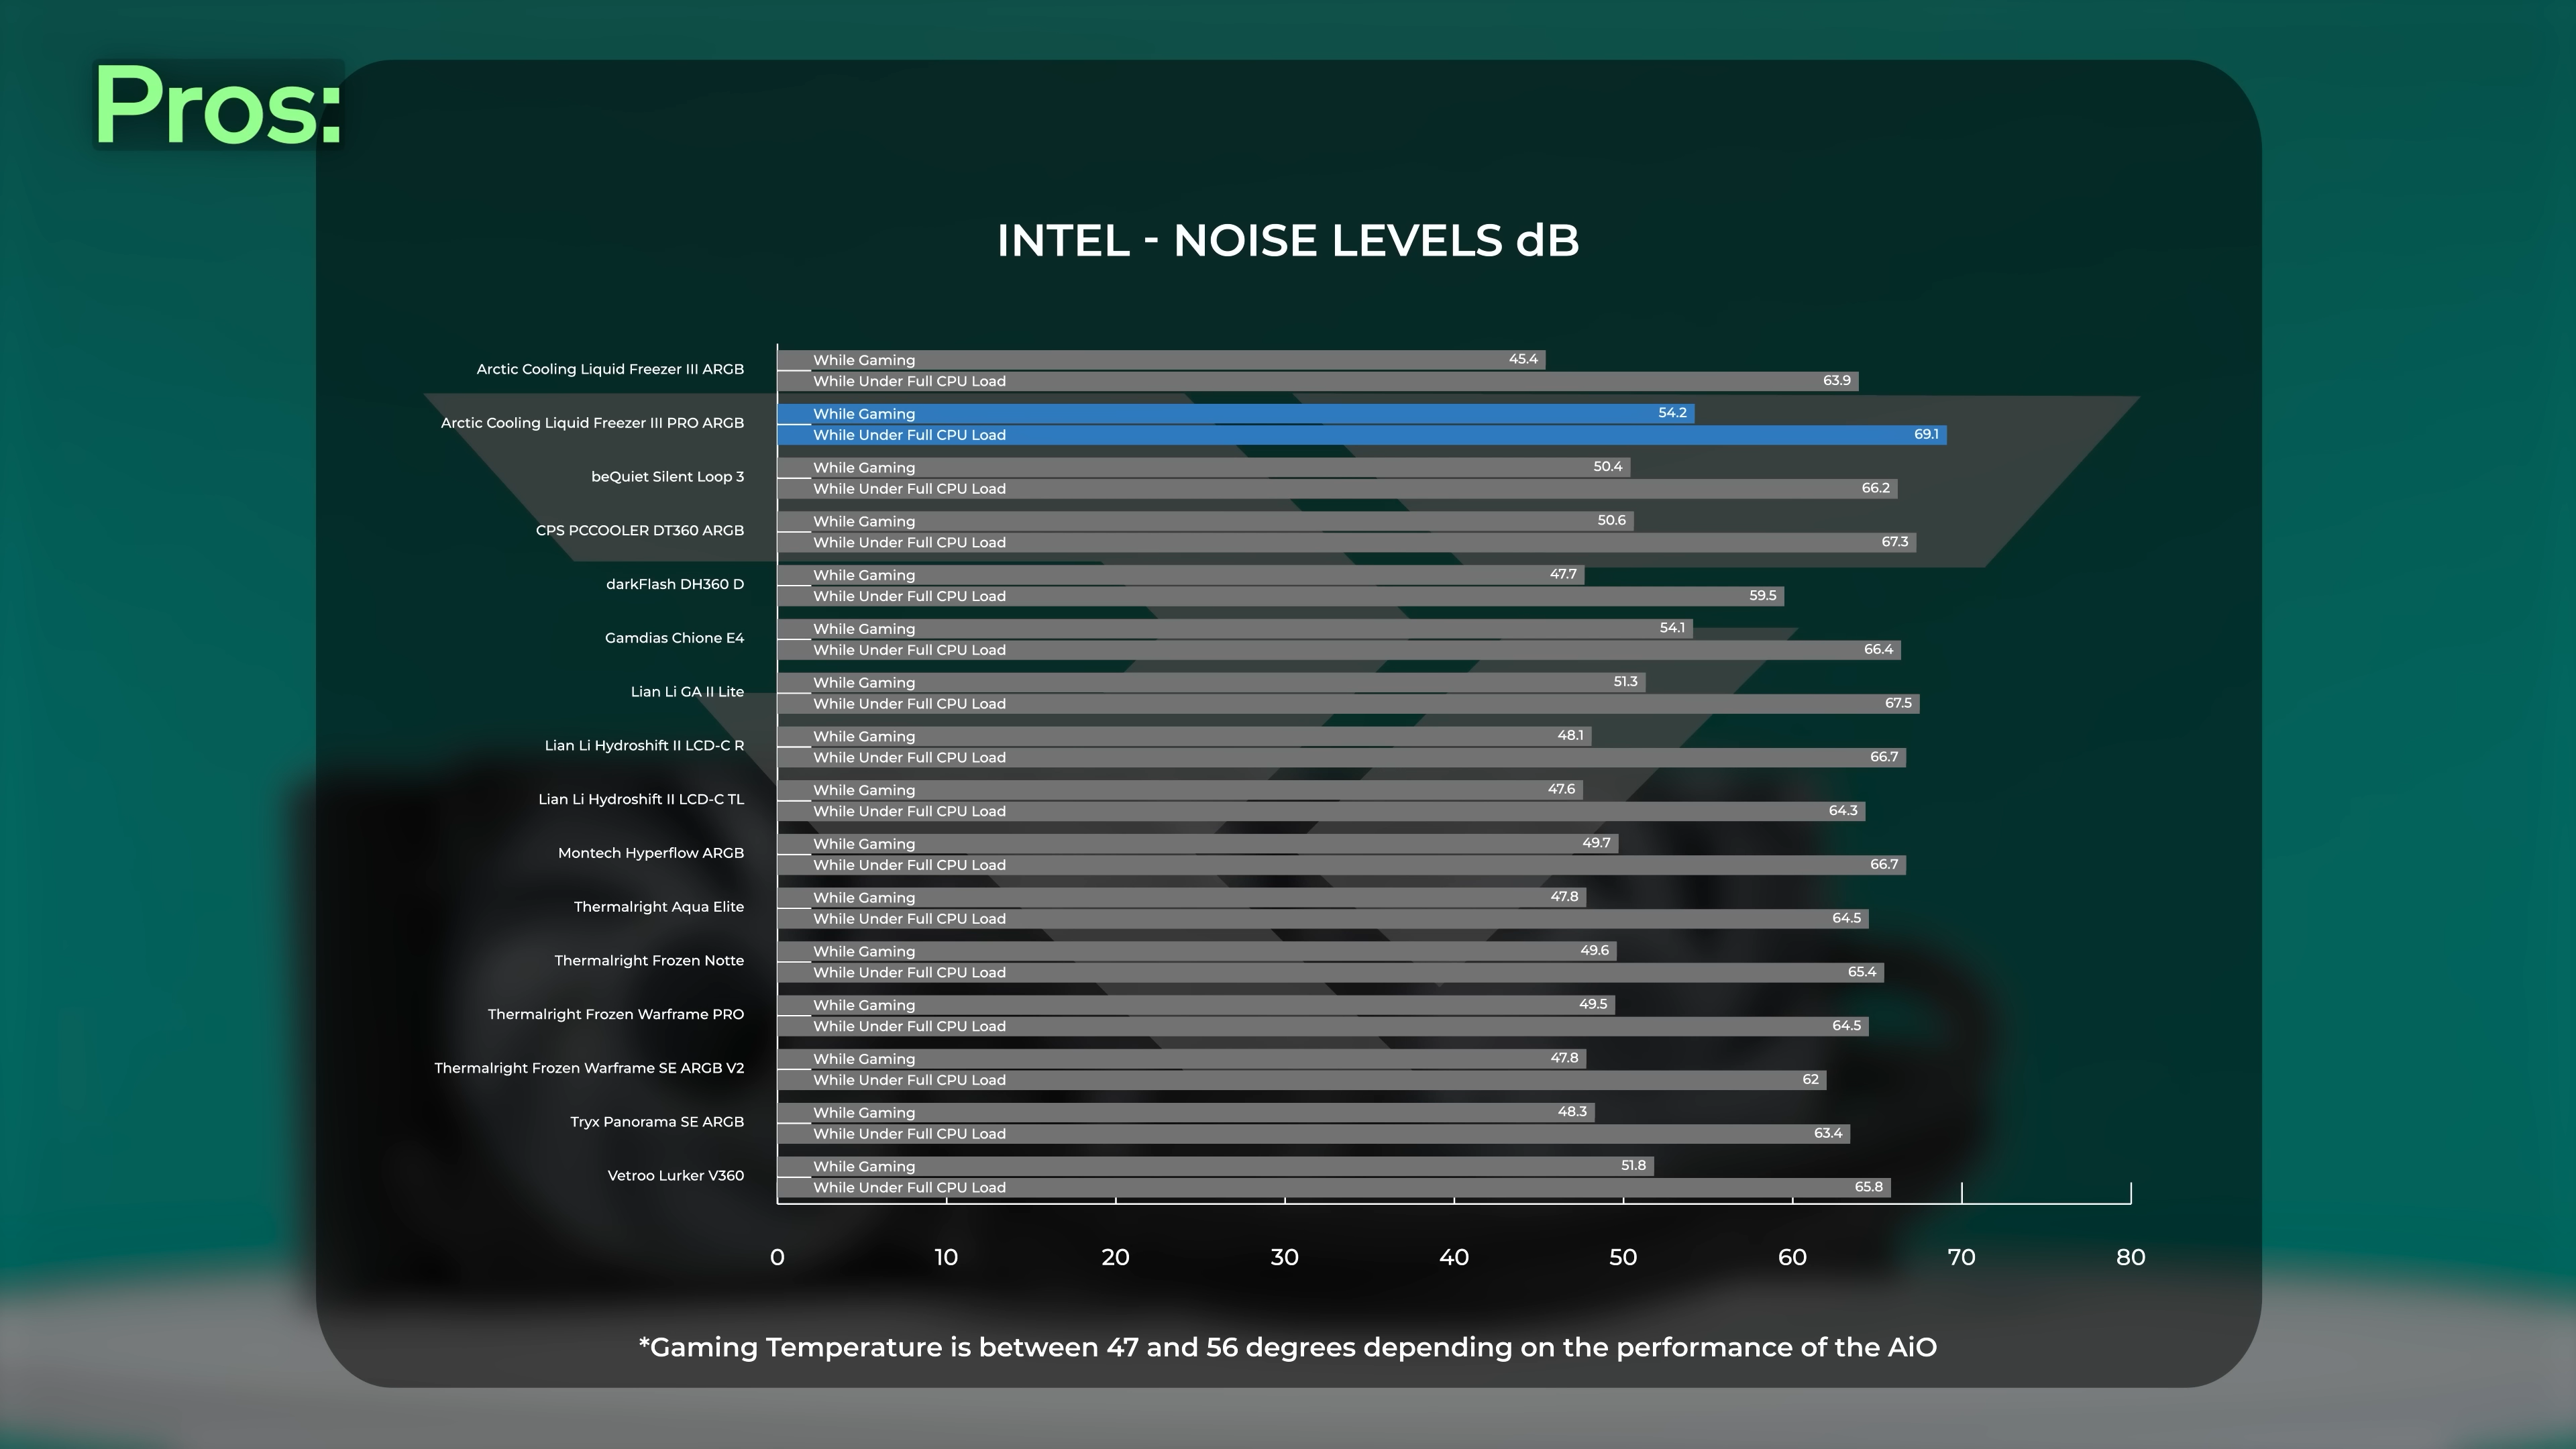 Pros:
INTEL - NOISE LEVELS dB
Arctic Cooling Liquid Freezer III ARGB
While Gaming 45.4
While Under Full CPU Load 63.9
Arctic Cooling Liquid Freezer III PRO ARGB
While Gaming 54.2
While Under Full CPU Load 69.1
beQuiet Silent Loop 3
While Gaming 50.4
While Under Full CPU Load 66.2
CPS PCCOOLER DT360 ARGB
While Gaming 50.6
While Under Full CPU Load 67.3
darkFlash DH360 D
While Gaming 47.7
While Under Full CPU Load 59.5
Gamdias Chione E4
While Gaming 54.1
While Under Full CPU Load 66.4
Lian Li GA II Lite
While Gaming 51.3
While Under Full CPU Load 67.5
Lian Li Hydroshift II LCD-C R
While Gaming 48.1
While Under Full CPU Load 66.7
Lian Li Hydroshift II LCD-C TL
While Gaming 47.6
While Under Full CPU Load 64.3
Montech Hyperflow ARGB
While Gaming 49.7
While Under Full CPU Load 66.7
Thermalright Aqua Elite
While Gaming 47.8
While Under Full CPU Load 64.5
Thermalright Frozen Notte
While Gaming 49.6
While Under Full CPU Load 65.4
Thermalright Frozen Warframe PRO
While Gaming 49.5
While Under Full CPU Load 64.5
Thermalright Frozen Warframe SE ARGB V2
While Gaming 47.8
While Under Full CPU Load 62
Tryx Panorama SE ARGB
While Gaming 48.3
While Under Full CPU Load 63.4
Vetroo Lurker V360
While Gaming 51.8
While Under Full CPU Load 65.8
0 10 20 30 40 50 60 70 80
*Gaming Temperature is between 47 and 56 degrees depending on the performance of the AiO